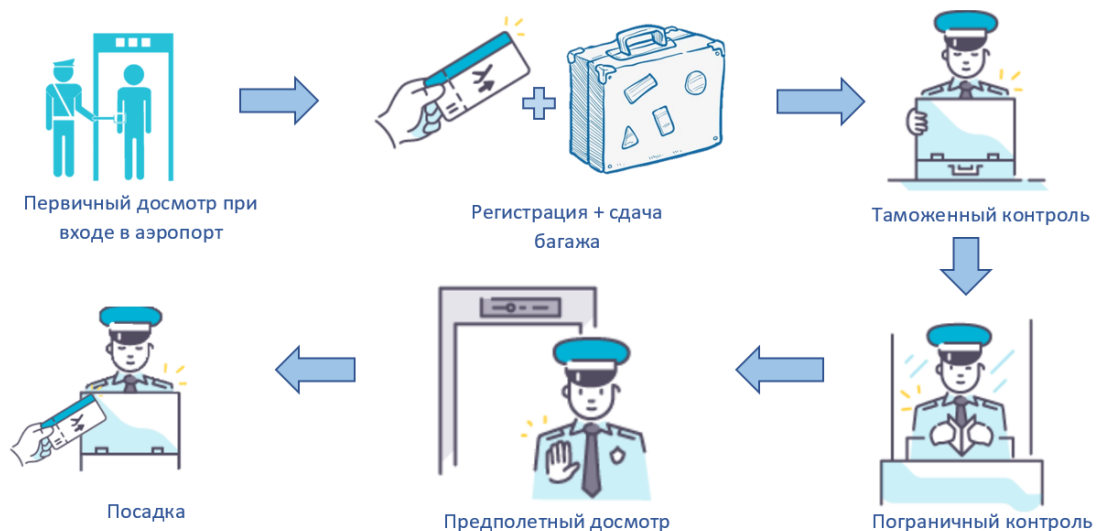 Первичный досмотр при
входе в аэропорт
Регистрация + сдача
багажа
Таможенный контроль
Пограничный контроль
Предполетный досмотр
Посадка